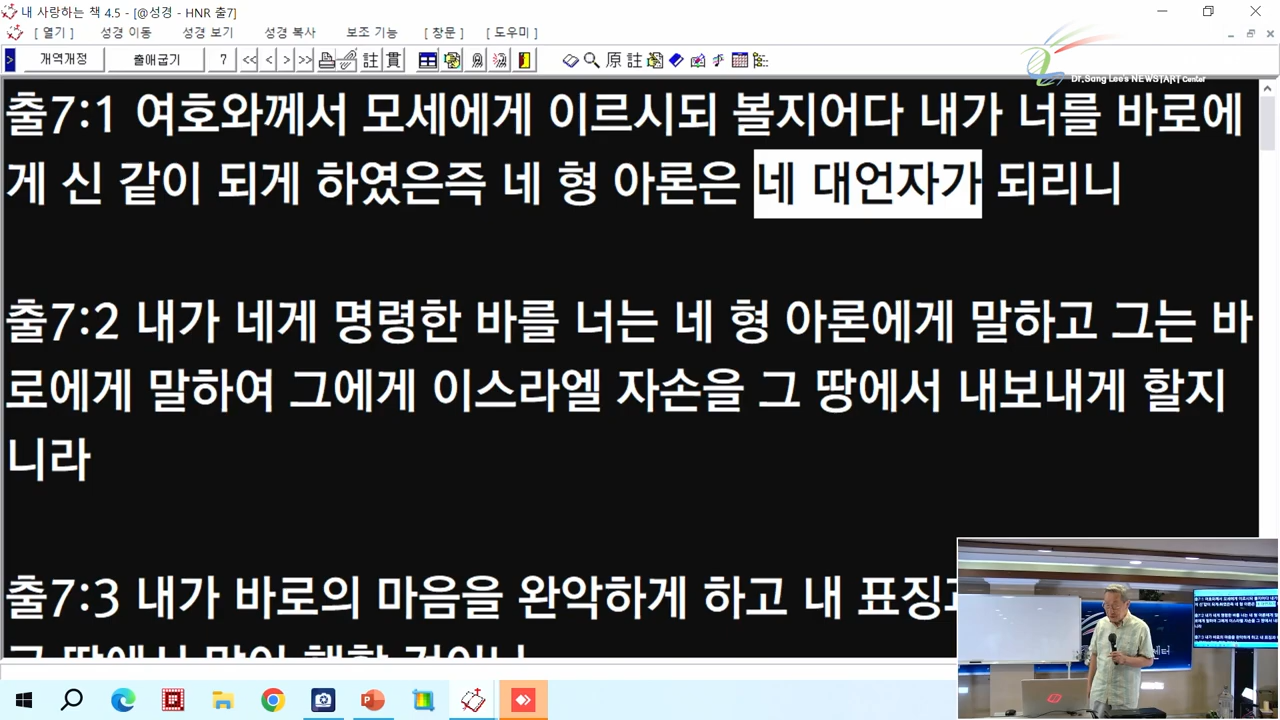 내 사랑하는 책 4.5 - [@성경 - HNR 출7]
[ 열기 ] 성경 이동 성경 보기 성경 복사 보조 기능 [ 창문 ] [ 도우미 ]
개역개정 출애굽기 7 << < > >> 註 貫 原 註
Dr.Sang Lee's NEWSTART Center
출7:1 여호와께서 모세에게 이르시되 볼지어다 내가 너를 바로에
게 신 같이 되게 하였은즉 네 형 아론은 네 대언자가 되리니
출7:2 내가 네게 명령한 바를 너는 네 형 아론에게 말하고 그는 바
로에게 말하여 그에게 이스라엘 자손을 그 땅에서 내보내게 할지
니라
출7:3 내가 바로의 마음을 완악하게 하고 내 표징